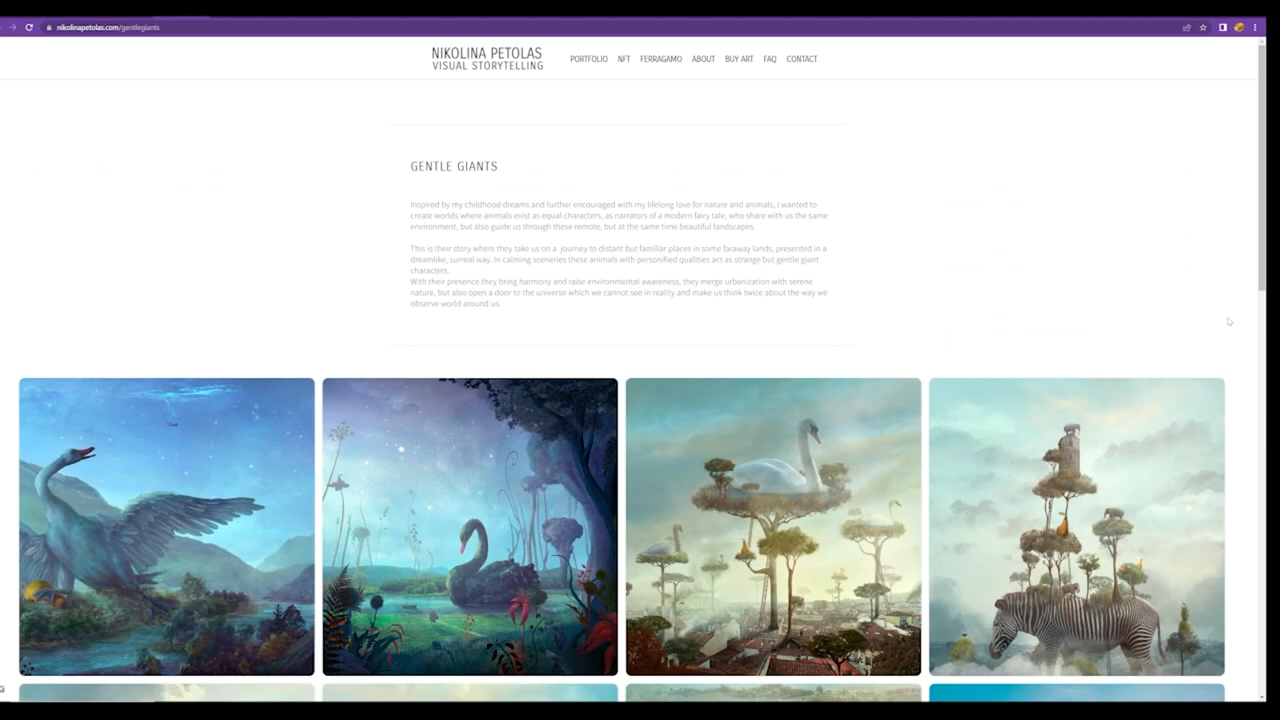 nikolinapetolas.com/gentlegiants
NIKOLINA PETOLAS
VISUAL STORYTELLING
PORTFOLIO NFT FERRAGAMO ABOUT BUY ART FAQ CONTACT
GENTLE GIANTS
Inspired by my childhood dreams and further encouraged with my lifelong love for nature and animals, I wanted to
create worlds where animals exist as equal characters, as narrators of a modern fairy tale, who share with us the same
environment, but also guide us through these remote, but at the same time beautiful landscapes.
This is their story where they take us on a journey to distant but familiar places in some faraway lands, presented in a
dreamlike, surreal way. In calming sceneries these animals with personified qualities act as strange but gentle giant
characters.
With their presence they bring harmony and raise environmental awareness, they merge urbanization with serene
nature, but also open a door to the universe which we cannot see in reality and make us think twice about the way we
observe world around us.